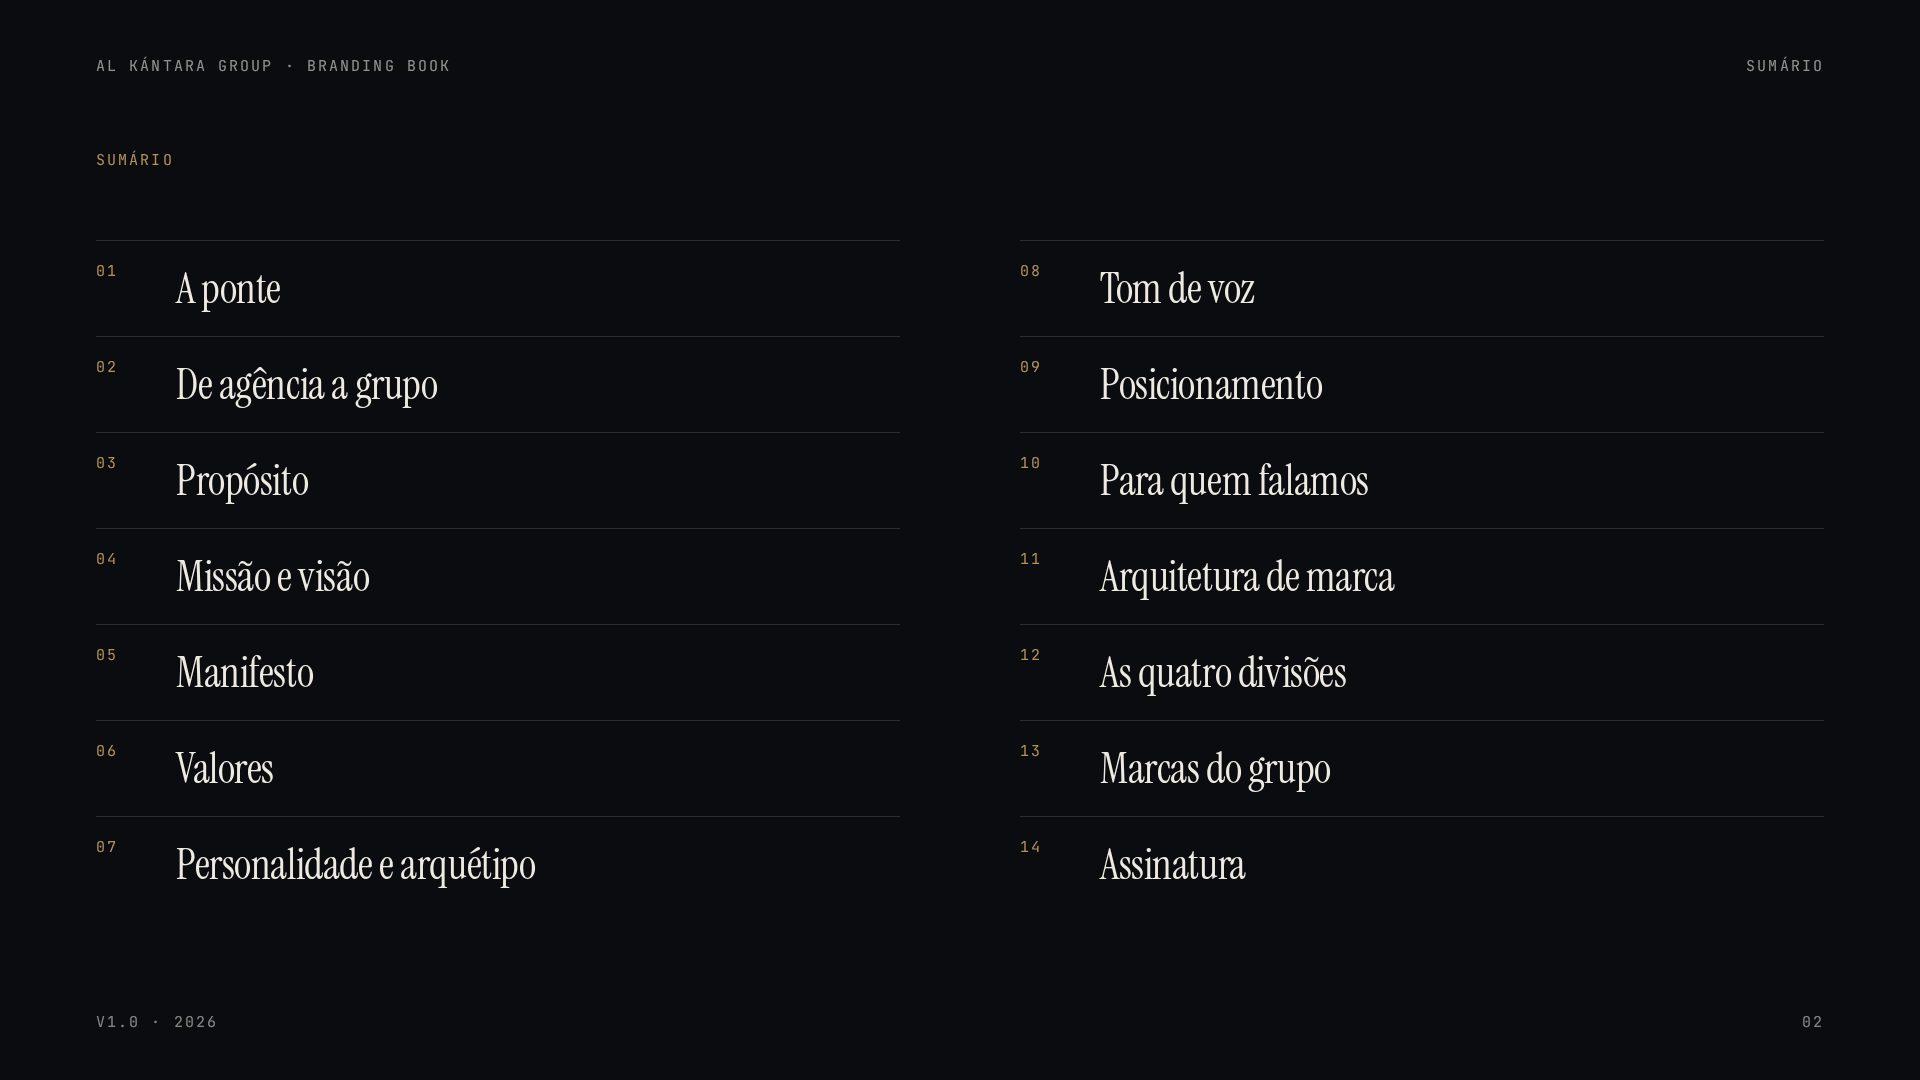 AL KÁNTARA GROUP · BRANDING BOOK
SUMÁRIO
SUMÁRIO
01 A ponte
02 De agência a grupo
03 Propósito
04 Missão e visão
05 Manifesto
06 Valores
07 Personalidade e arquétipo
08 Tom de voz
09 Posicionamento
10 Para quem falamos
11 Arquitetura de marca
12 As quatro divisões
13 Marcas do grupo
14 Assinatura
V1.0 · 2026
02